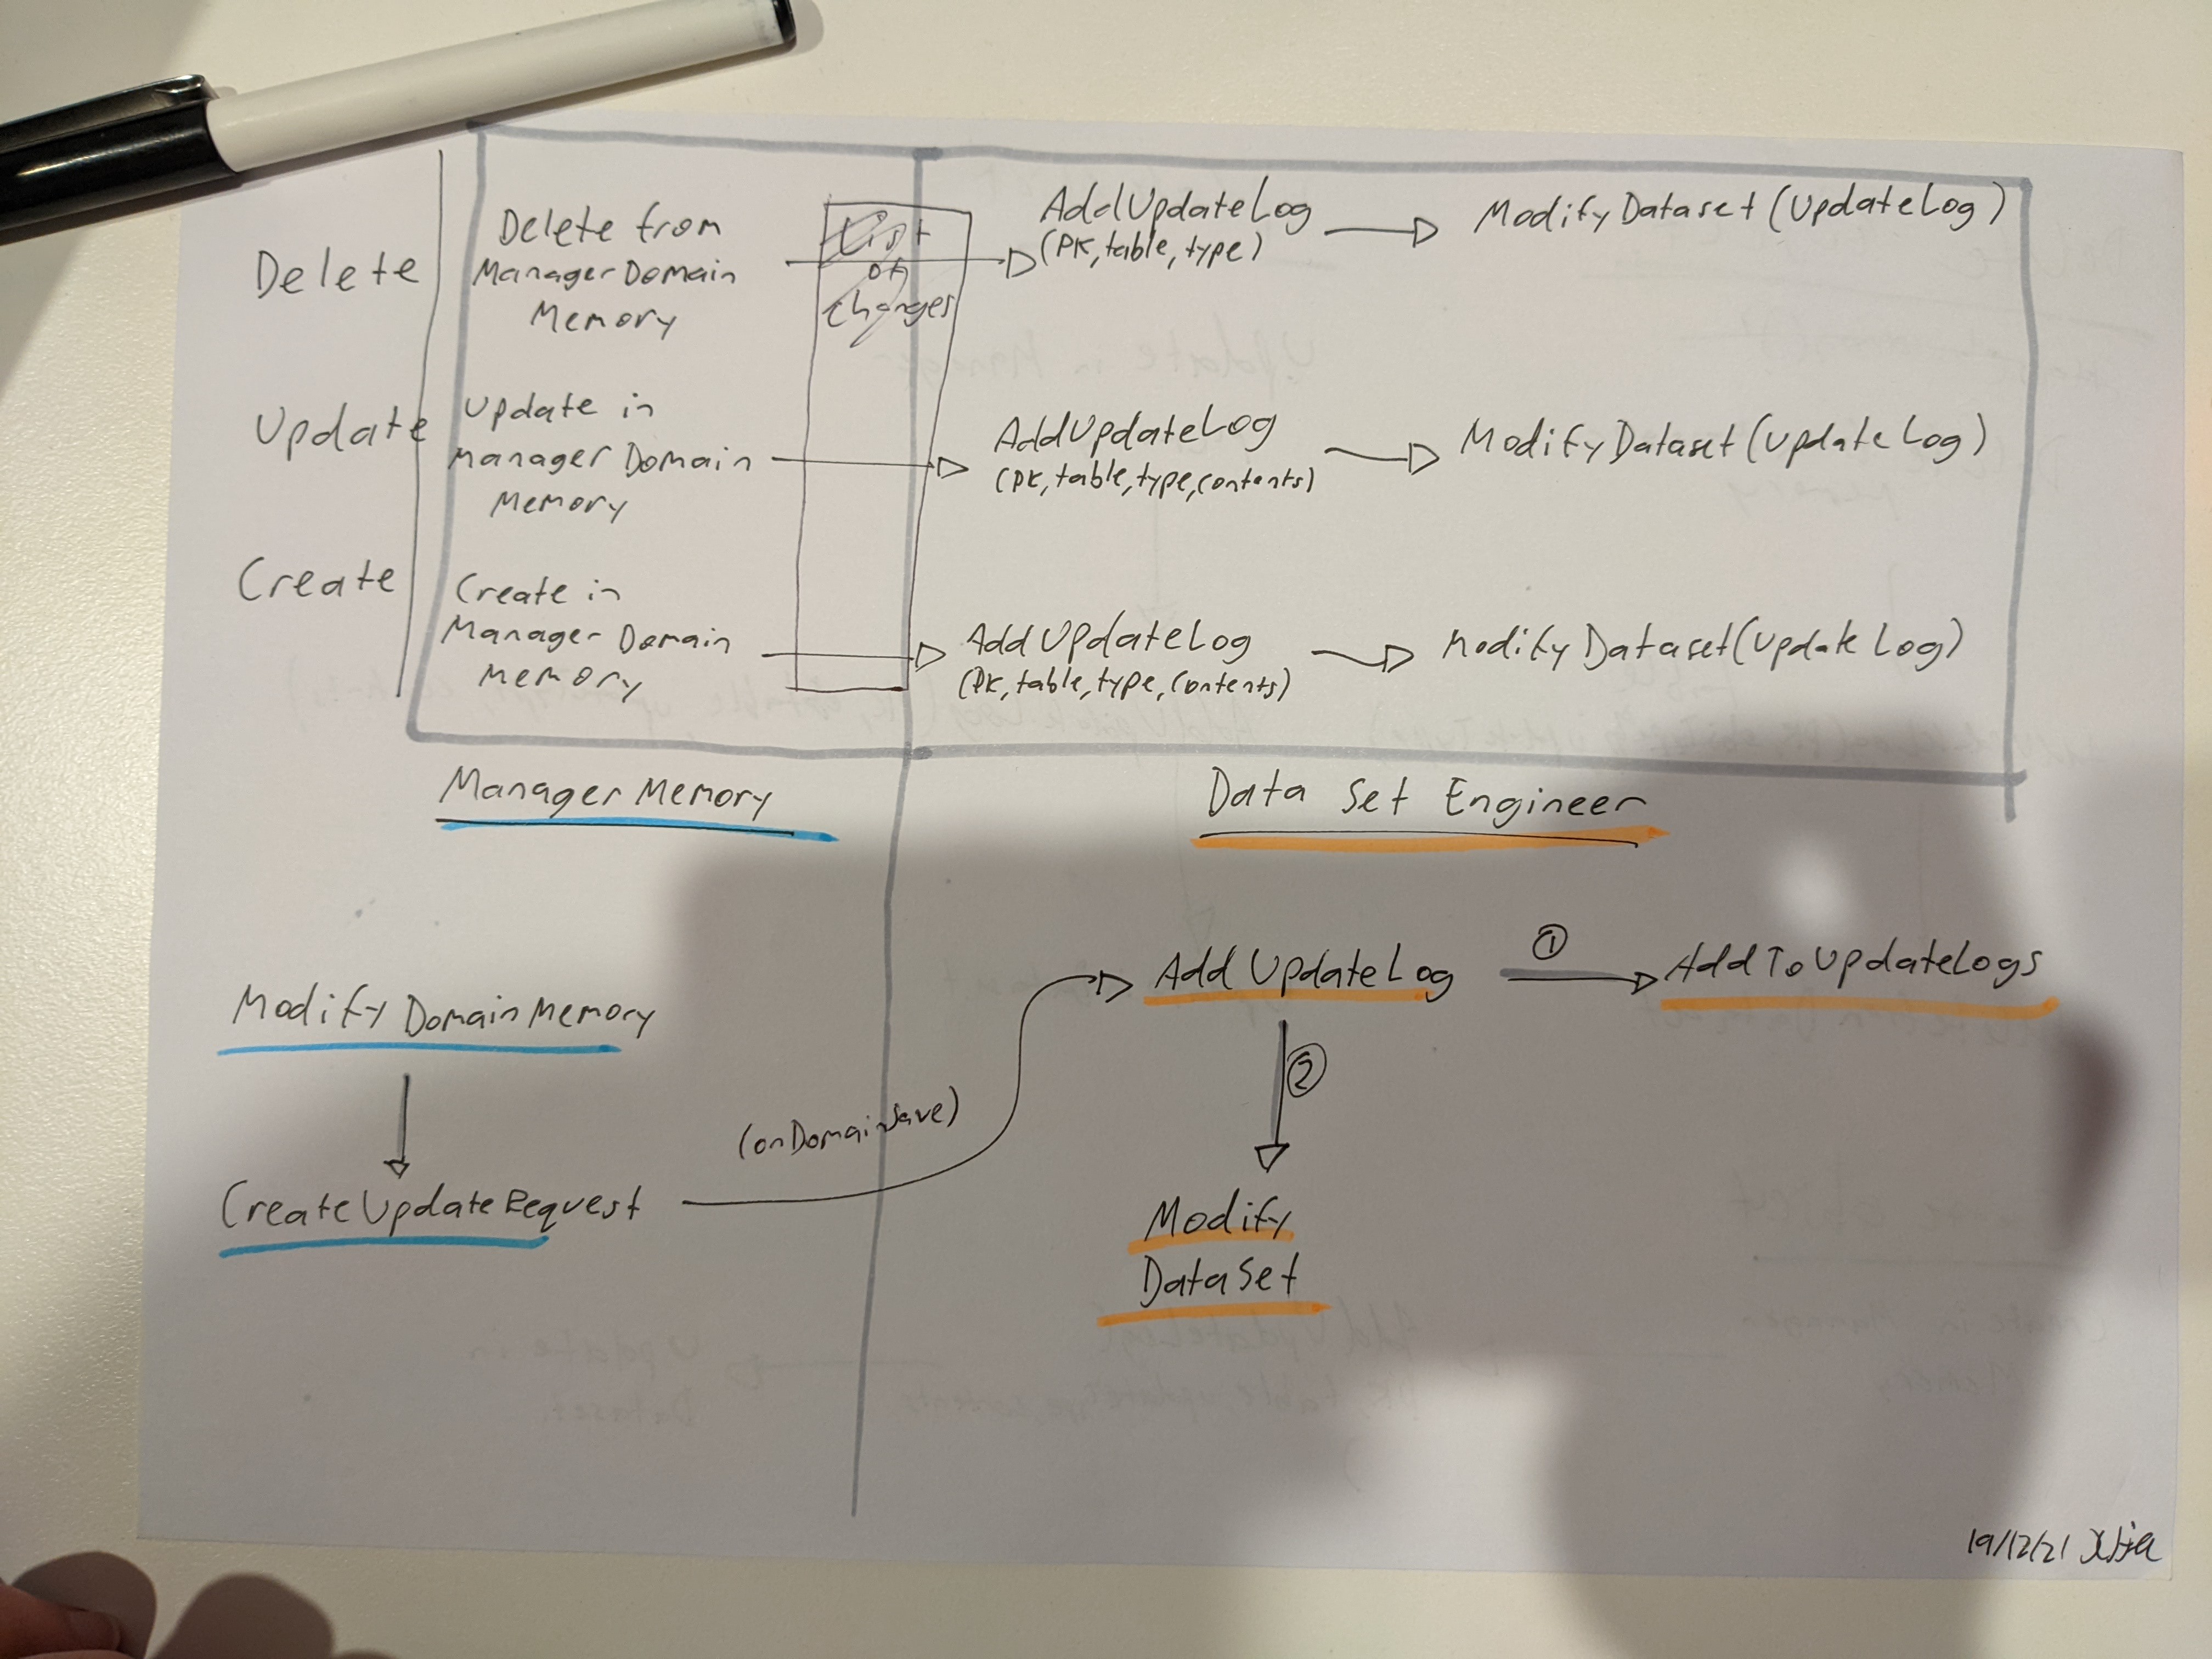 Delete
Delete from
Manager Domain
Memory
List
of
changes
AddUpdateLog
(PK, table, type)
Modify Dataset (UpdateLog)
Update
Update in
Manager Domain
Memory
AddUpdateLog
(PK, table, type, contents)
Modify Dataset (UpdateLog)
Create
Create in
Manager Domain
Memory
Add UpdateLog
(PK, table, type, contents)
Modify Dataset (Update Log)
Manager Memory
Data Set Engineer
Modify Domain Memory
CreateUpdateRequest
(onDomainSave)
Add UpdateLog
①
AddToUpdateLogs
②
Modify
DataSet
19/12/21